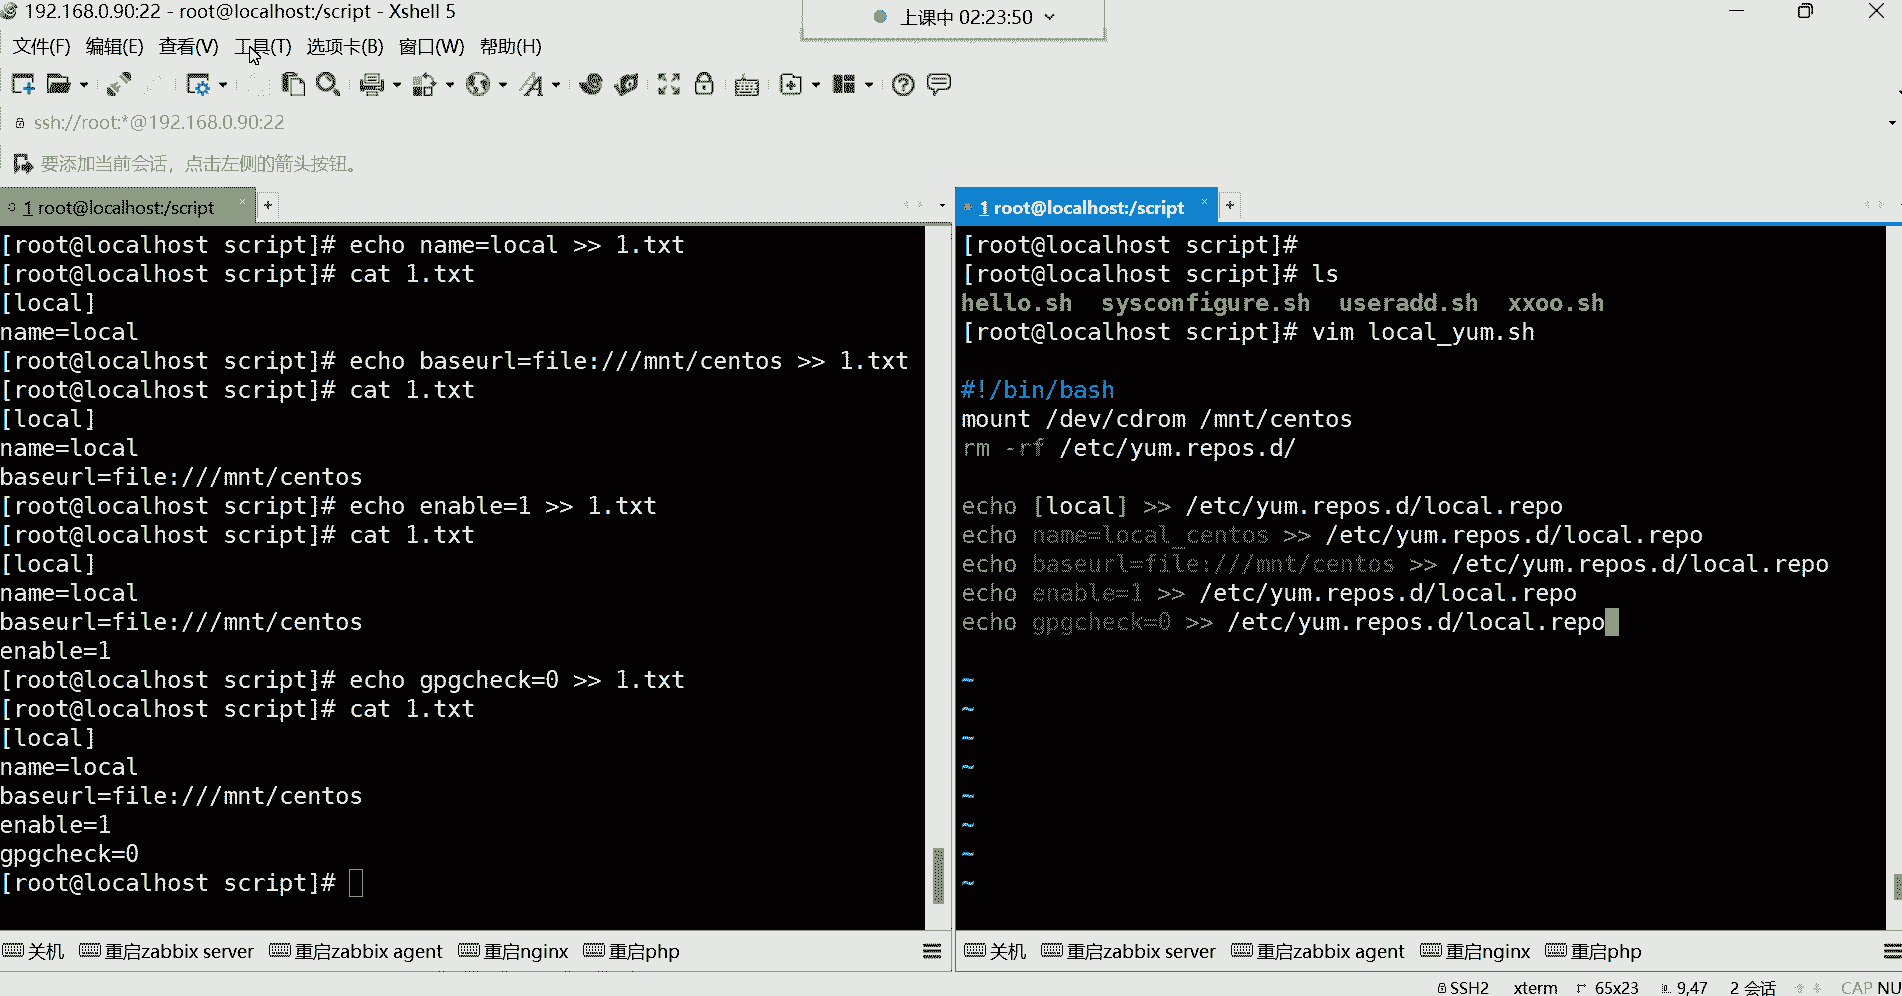 192.168.0.90:22 - root@localhost:/script - Xshell 5
上课中 02:23:50
文件(F) 编辑(E) 查看(V) 工具(T) 选项卡(B) 窗口(W) 帮助(H)
ssh://root:*@192.168.0.90:22
要添加当前会话，点击左侧的箭头按钮。
1 root@localhost:/script
[root@localhost script]# echo name=local >> 1.txt
[root@localhost script]# cat 1.txt
[local]
name=local
[root@localhost script]# echo baseurl=file:///mnt/centos >> 1.txt
[root@localhost script]# cat 1.txt
[local]
name=local
baseurl=file:///mnt/centos
[root@localhost script]# echo enable=1 >> 1.txt
[root@localhost script]# cat 1.txt
[local]
name=local
baseurl=file:///mnt/centos
enable=1
[root@localhost script]# echo gpgcheck=0 >> 1.txt
[root@localhost script]# cat 1.txt
[local]
name=local
baseurl=file:///mnt/centos
enable=1
gpgcheck=0
[root@localhost script]#
关机 重启zabbix server 重启zabbix agent 重启nginx 重启php
1 root@localhost:/script
[root@localhost script]#
[root@localhost script]# ls
hello.sh sysconfigure.sh useradd.sh xxoo.sh
[root@localhost script]# vim local_yum.sh
#!/bin/bash
mount /dev/cdrom /mnt/centos
rm -rf /etc/yum.repos.d/
echo [local] >> /etc/yum.repos.d/local.repo
echo name=local_centos >> /etc/yum.repos.d/local.repo
echo baseurl=file:///mnt/centos >> /etc/yum.repos.d/local.repo
echo enable=1 >> /etc/yum.repos.d/local.repo
echo gpgcheck=0 >> /etc/yum.repos.d/local.repo
~
~
~
~
~
~
~
~
关机 重启zabbix server 重启zabbix agent 重启nginx 重启php
SSH2 xterm 65x23 9,47 2 会话 CAP NU